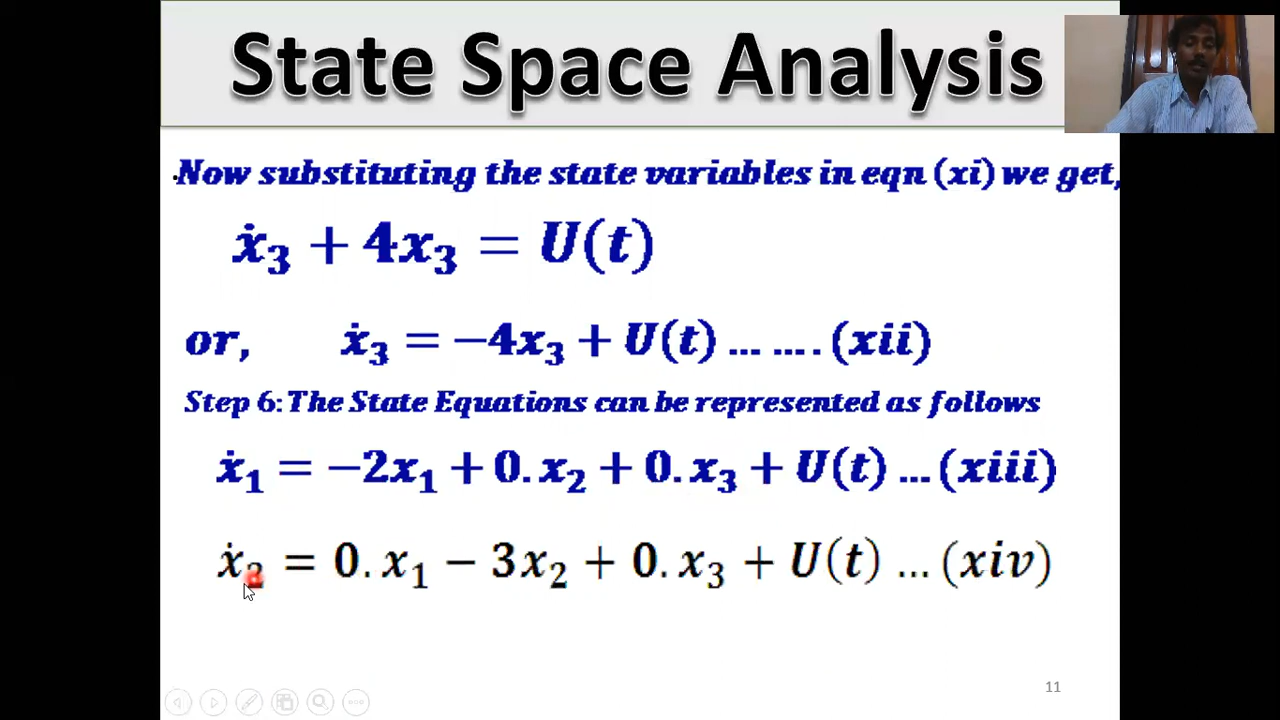 State Space Analysis
Now substituting the state variables in eqn (xi) we get,
ẋ₃ + 4x₃ = U(t)
or, ẋ₃ = −4x₃ + U(t) … … . (xii)
Step 6: The State Equations can be represented as follows
ẋ₁ = −2x₁ + 0. x₂ + 0. x₃ + U(t) … (xiii)
ẋ₂ = 0. x₁ − 3x₂ + 0. x₃ + U(t) … (xiv)
11